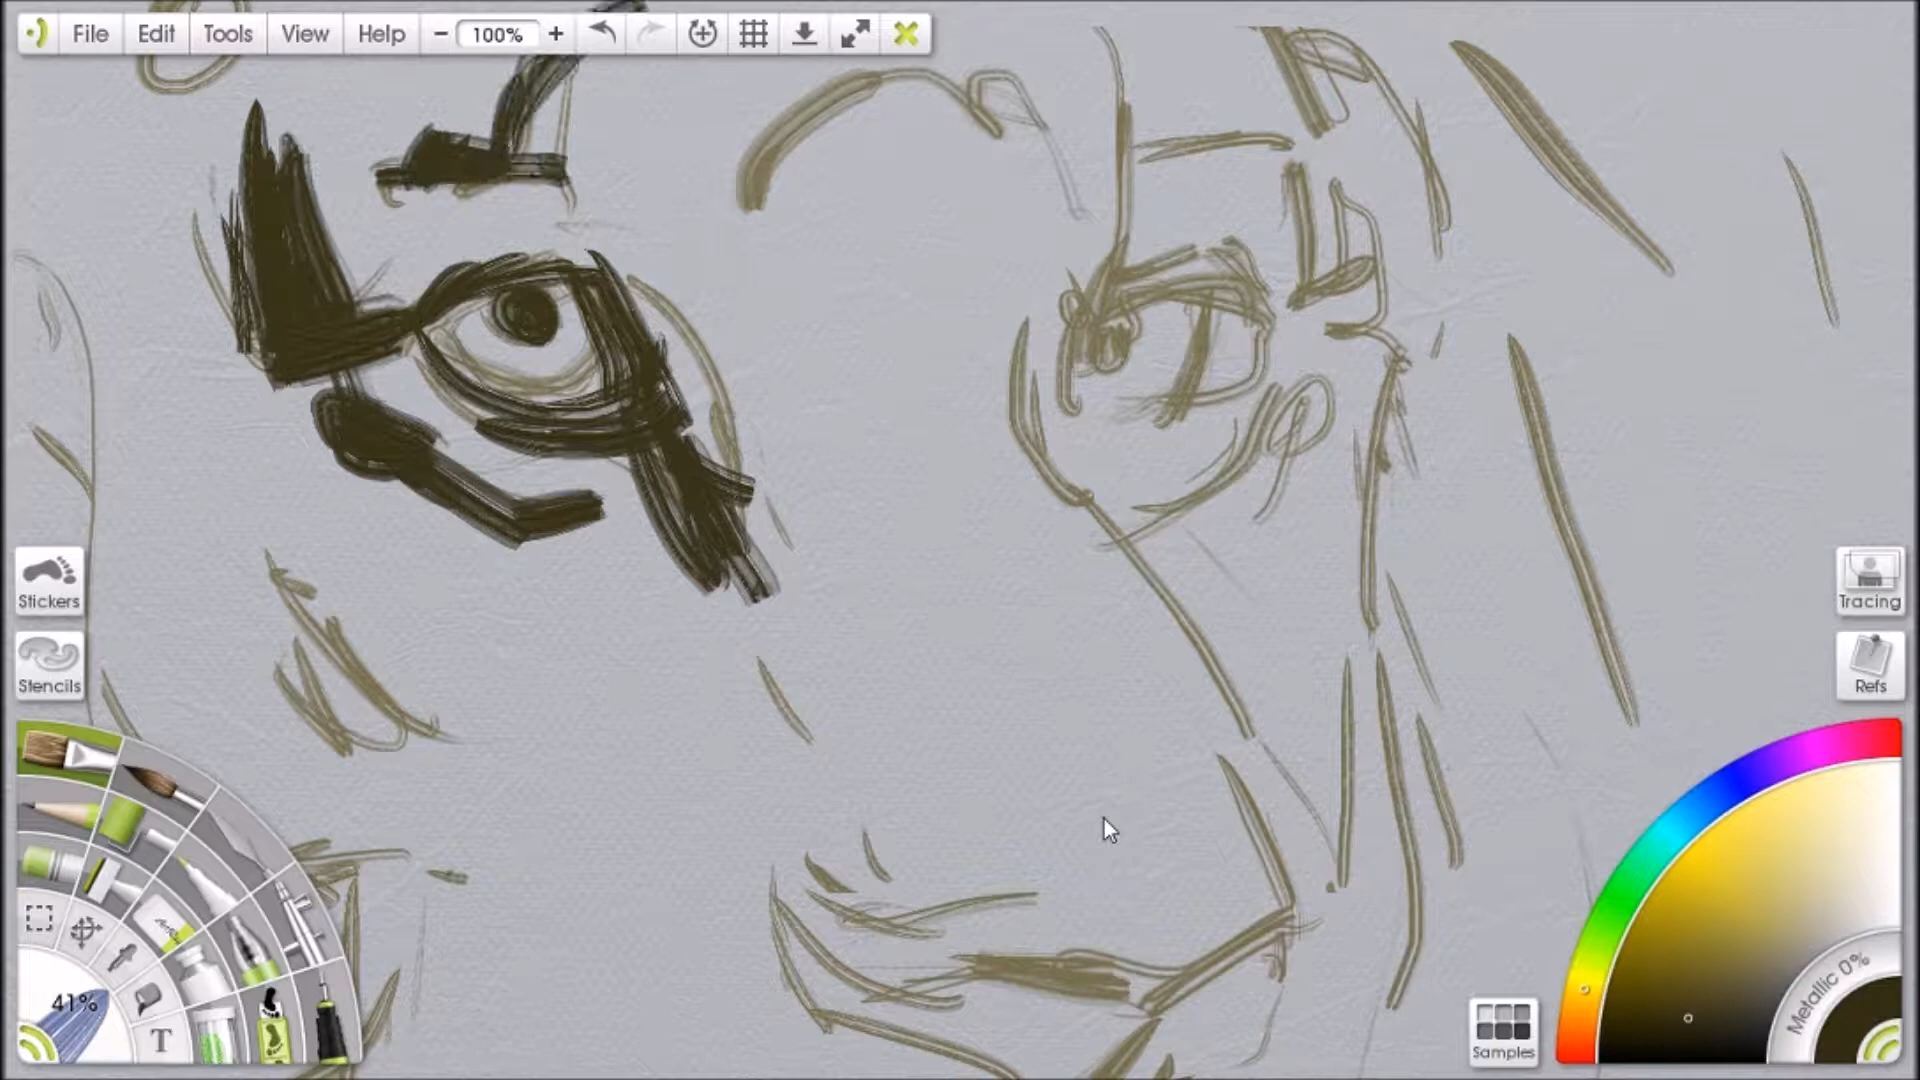 File Edit Tools View Help − 100% +
Stickers
Stencils
Tracing
Refs
41%
T
Metallic 0%
Samples